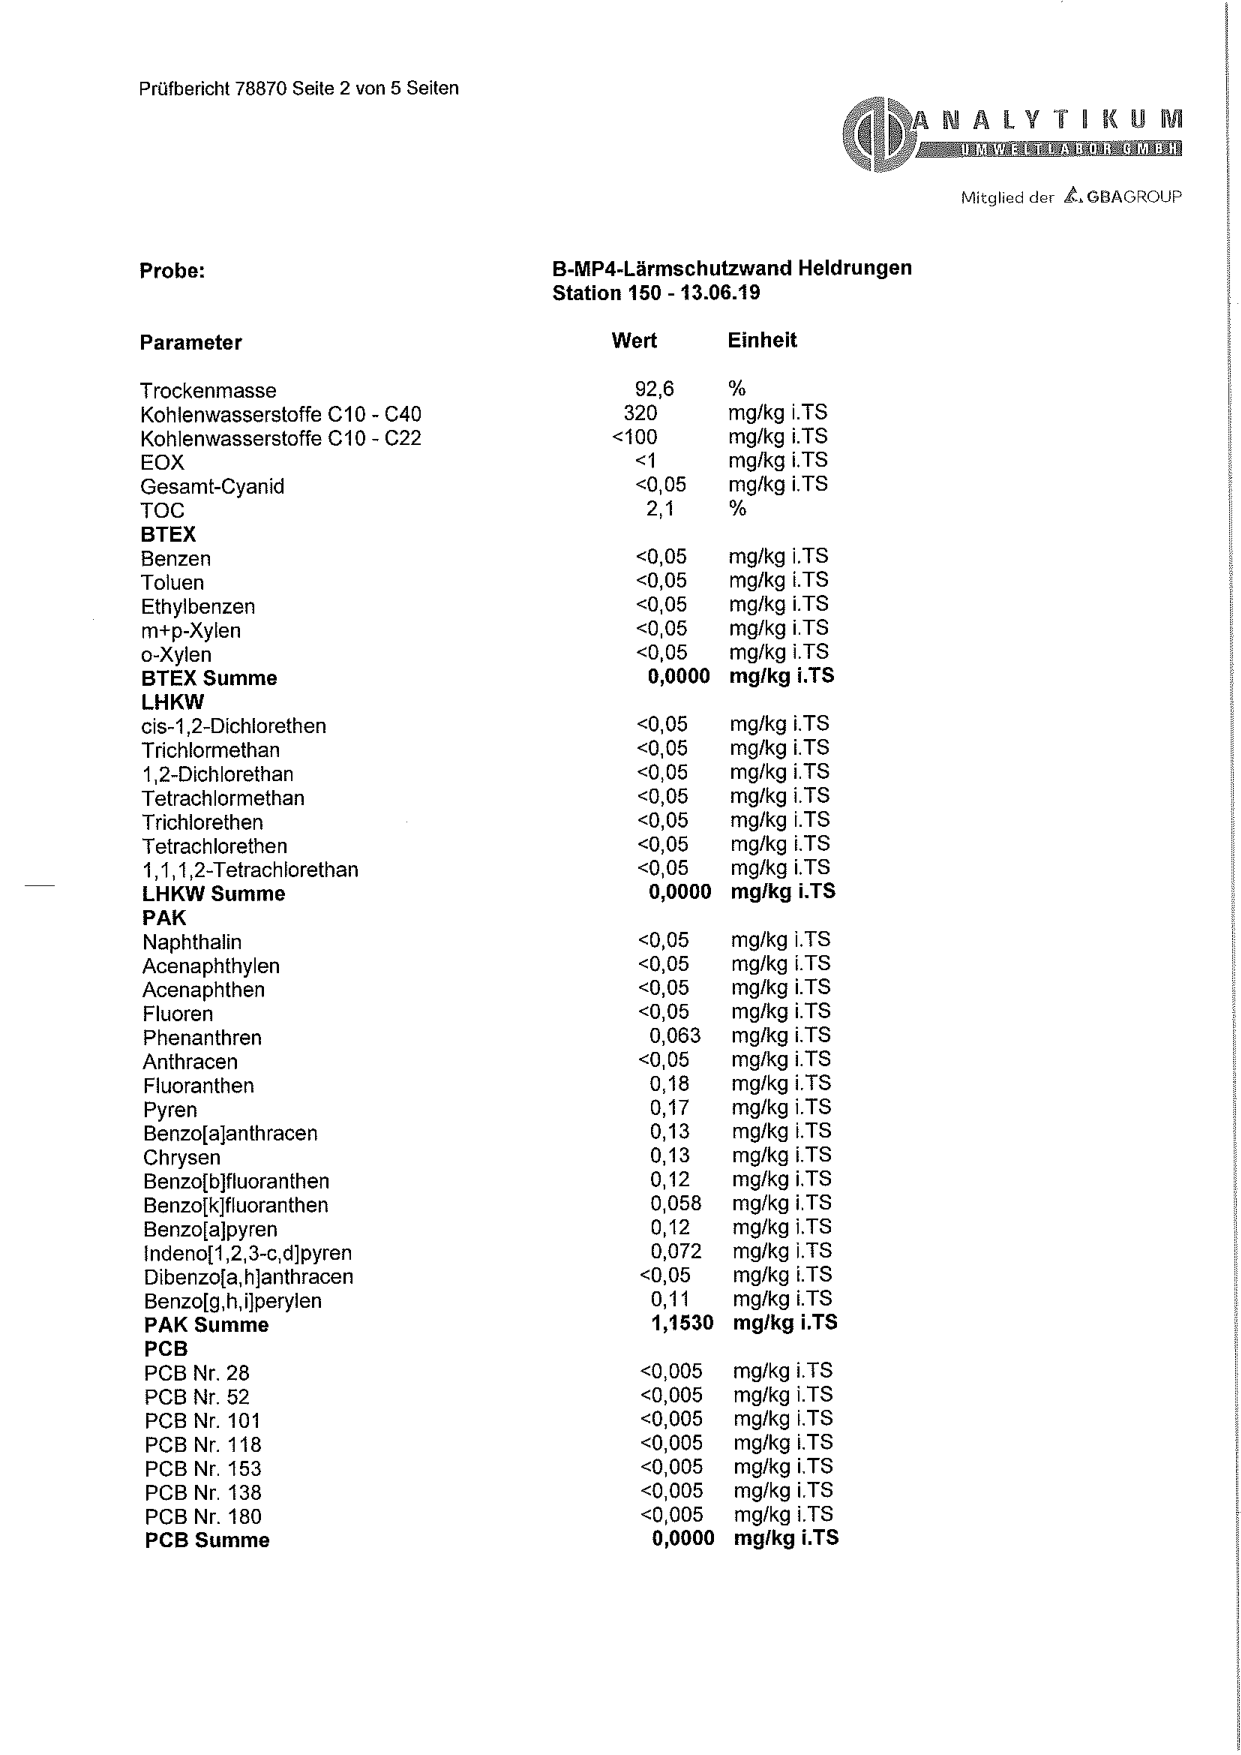 Prüfbericht 78870 Seite 2 von 5 Seiten
ANALYTIKUM
UMWELTLABOR GMBH
Mitglied der GBAGROUP
Probe: B-MP4-Lärmschutzwand Heldrungen
Station 150 - 13.06.19
Parameter Wert Einheit
Trockenmasse 92,6 %
Kohlenwasserstoffe C10 - C40 320 mg/kg i.TS
Kohlenwasserstoffe C10 - C22 <100 mg/kg i.TS
EOX <1 mg/kg i.TS
Gesamt-Cyanid <0,05 mg/kg i.TS
TOC 2,1 %
BTEX
Benzen <0,05 mg/kg i.TS
Toluen <0,05 mg/kg i.TS
Ethylbenzen <0,05 mg/kg i.TS
m+p-Xylen <0,05 mg/kg i.TS
o-Xylen <0,05 mg/kg i.TS
BTEX Summe 0,0000 mg/kg i.TS
LHKW
cis-1,2-Dichlorethen <0,05 mg/kg i.TS
Trichlormethan <0,05 mg/kg i.TS
1,2-Dichlorethan <0,05 mg/kg i.TS
Tetrachlormethan <0,05 mg/kg i.TS
Trichlorethen <0,05 mg/kg i.TS
Tetrachlorethen <0,05 mg/kg i.TS
1,1,1,2-Tetrachlorethan <0,05 mg/kg i.TS
LHKW Summe 0,0000 mg/kg i.TS
PAK
Naphthalin <0,05 mg/kg i.TS
Acenaphthylen <0,05 mg/kg i.TS
Acenaphthen <0,05 mg/kg i.TS
Fluoren <0,05 mg/kg i.TS
Phenanthren 0,063 mg/kg i.TS
Anthracen <0,05 mg/kg i.TS
Fluoranthen 0,18 mg/kg i.TS
Pyren 0,17 mg/kg i.TS
Benzo[a]anthracen 0,13 mg/kg i.TS
Chrysen 0,13 mg/kg i.TS
Benzo[b]fluoranthen 0,12 mg/kg i.TS
Benzo[k]fluoranthen 0,058 mg/kg i.TS
Benzo[a]pyren 0,12 mg/kg i.TS
Indeno[1,2,3-c,d]pyren 0,072 mg/kg i.TS
Dibenzo[a,h]anthracen <0,05 mg/kg i.TS
Benzo[g,h,i]perylen 0,11 mg/kg i.TS
PAK Summe 1,1530 mg/kg i.TS
PCB
PCB Nr. 28 <0,005 mg/kg i.TS
PCB Nr. 52 <0,005 mg/kg i.TS
PCB Nr. 101 <0,005 mg/kg i.TS
PCB Nr. 118 <0,005 mg/kg i.TS
PCB Nr. 153 <0,005 mg/kg i.TS
PCB Nr. 138 <0,005 mg/kg i.TS
PCB Nr. 180 <0,005 mg/kg i.TS
PCB Summe 0,0000 mg/kg i.TS